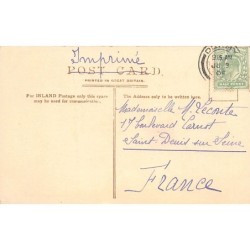 Imprimé
POST CARD.
PRINTED IN GREAT BRITAIN.
For INLAND Postage only this space
may be used for communication.
The Address only to be written here.
Mademoiselle M. Lecoste
17 boulevard Carnot
Saint-Denis sur Seine
France